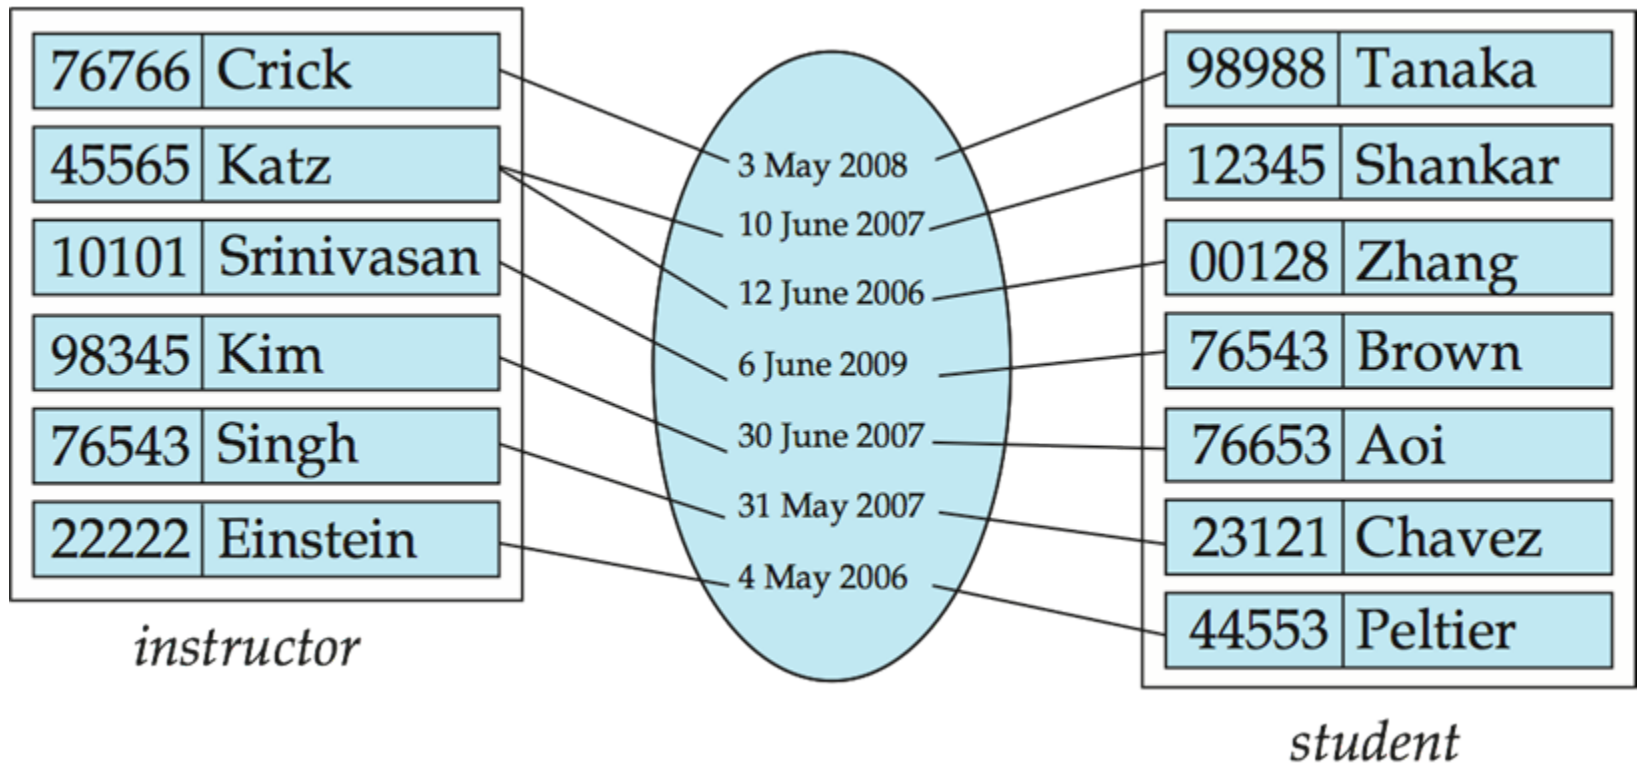 76766 Crick
45565 Katz
10101 Srinivasan
98345 Kim
76543 Singh
22222 Einstein
instructor
3 May 2008
10 June 2007
12 June 2006
6 June 2009
30 June 2007
31 May 2007
4 May 2006
98988 Tanaka
12345 Shankar
00128 Zhang
76543 Brown
76653 Aoi
23121 Chavez
44553 Peltier
student